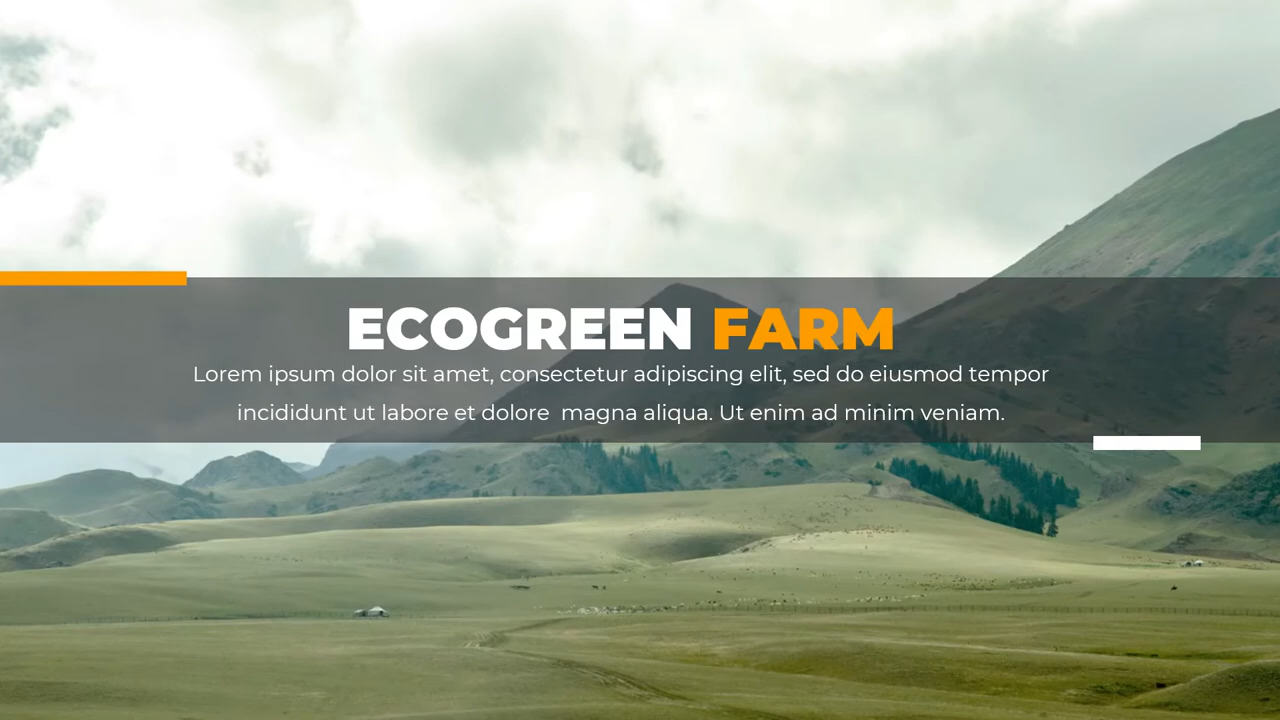 ECOGREEN FARM
Lorem ipsum dolor sit amet, consectetur adipiscing elit, sed do eiusmod tempor
incididunt ut labore et dolore  magna aliqua. Ut enim ad minim veniam.